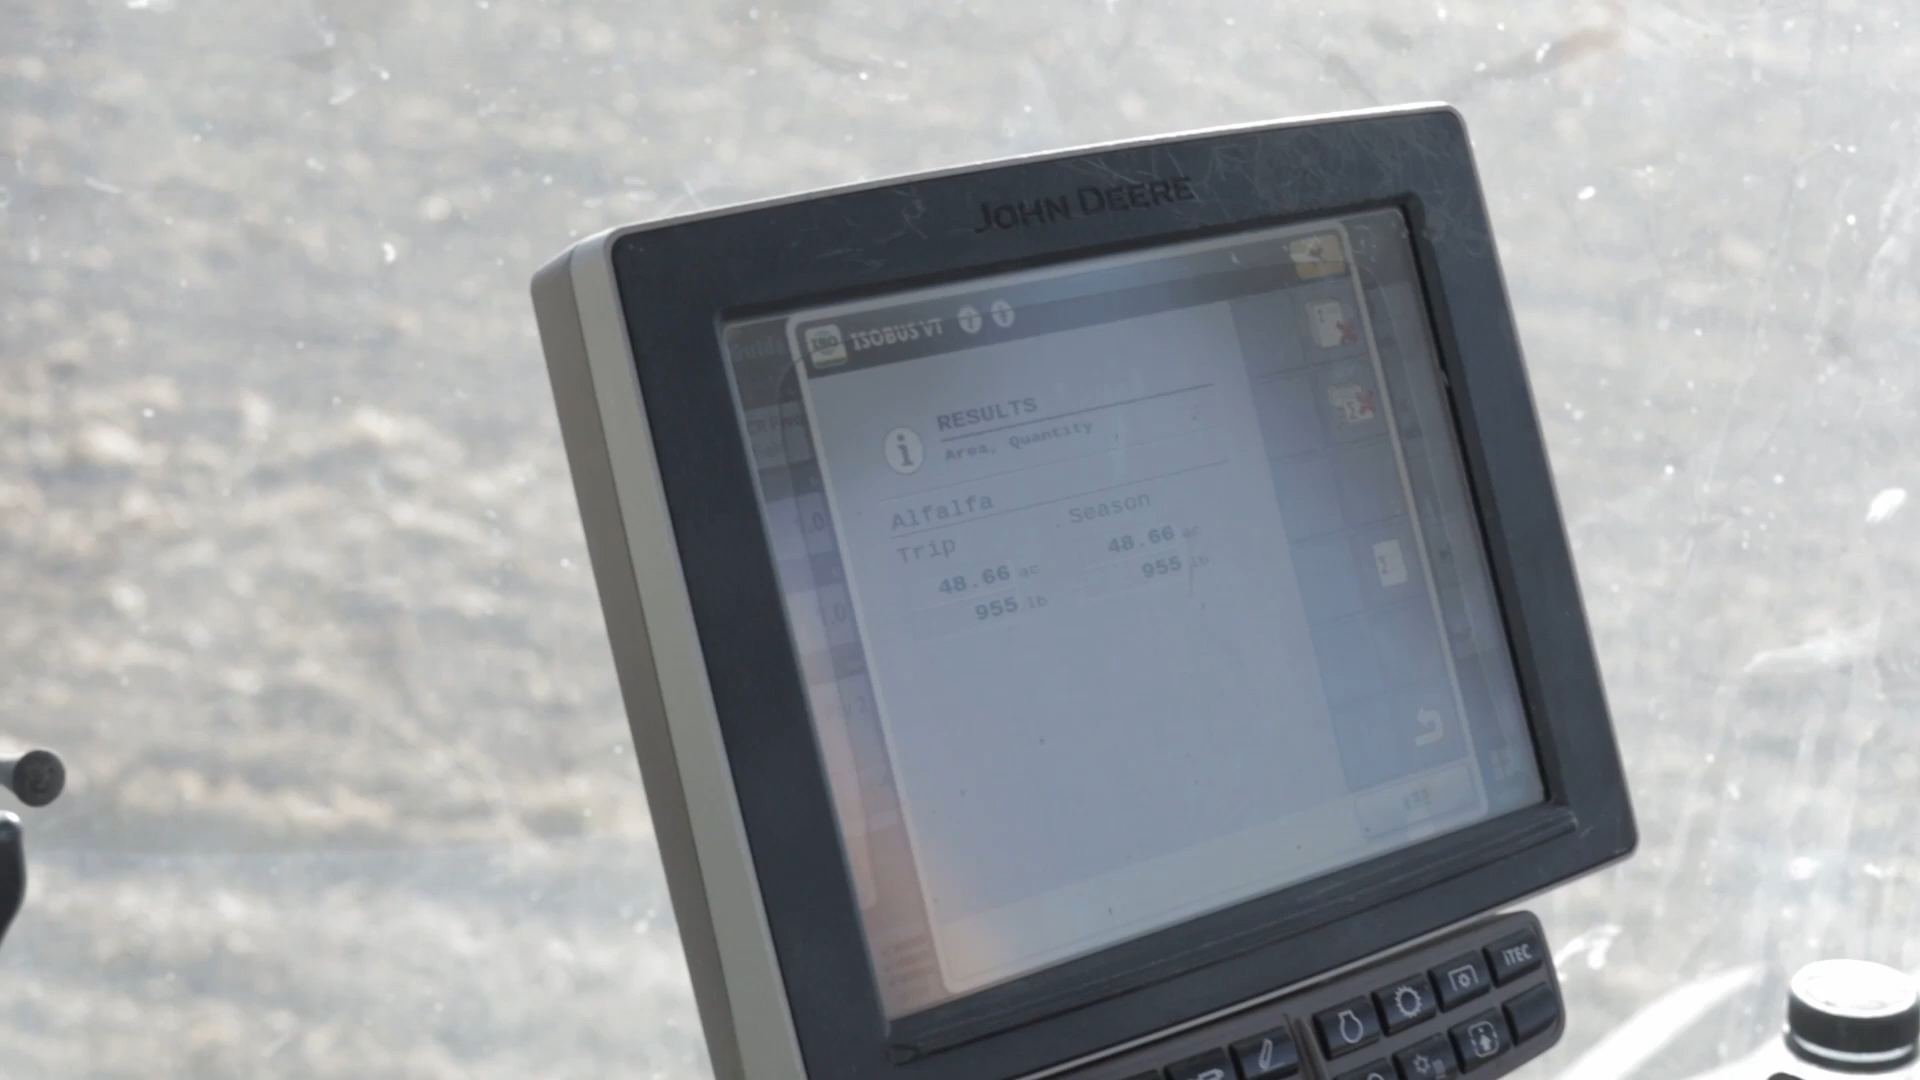 JOHN DEERE
ISOBUS VT
RESULTS
Area, Quantity
Alfalfa
Trip Season
48.66 ac 48.66 ac
955 lb 955 lb
iTEC